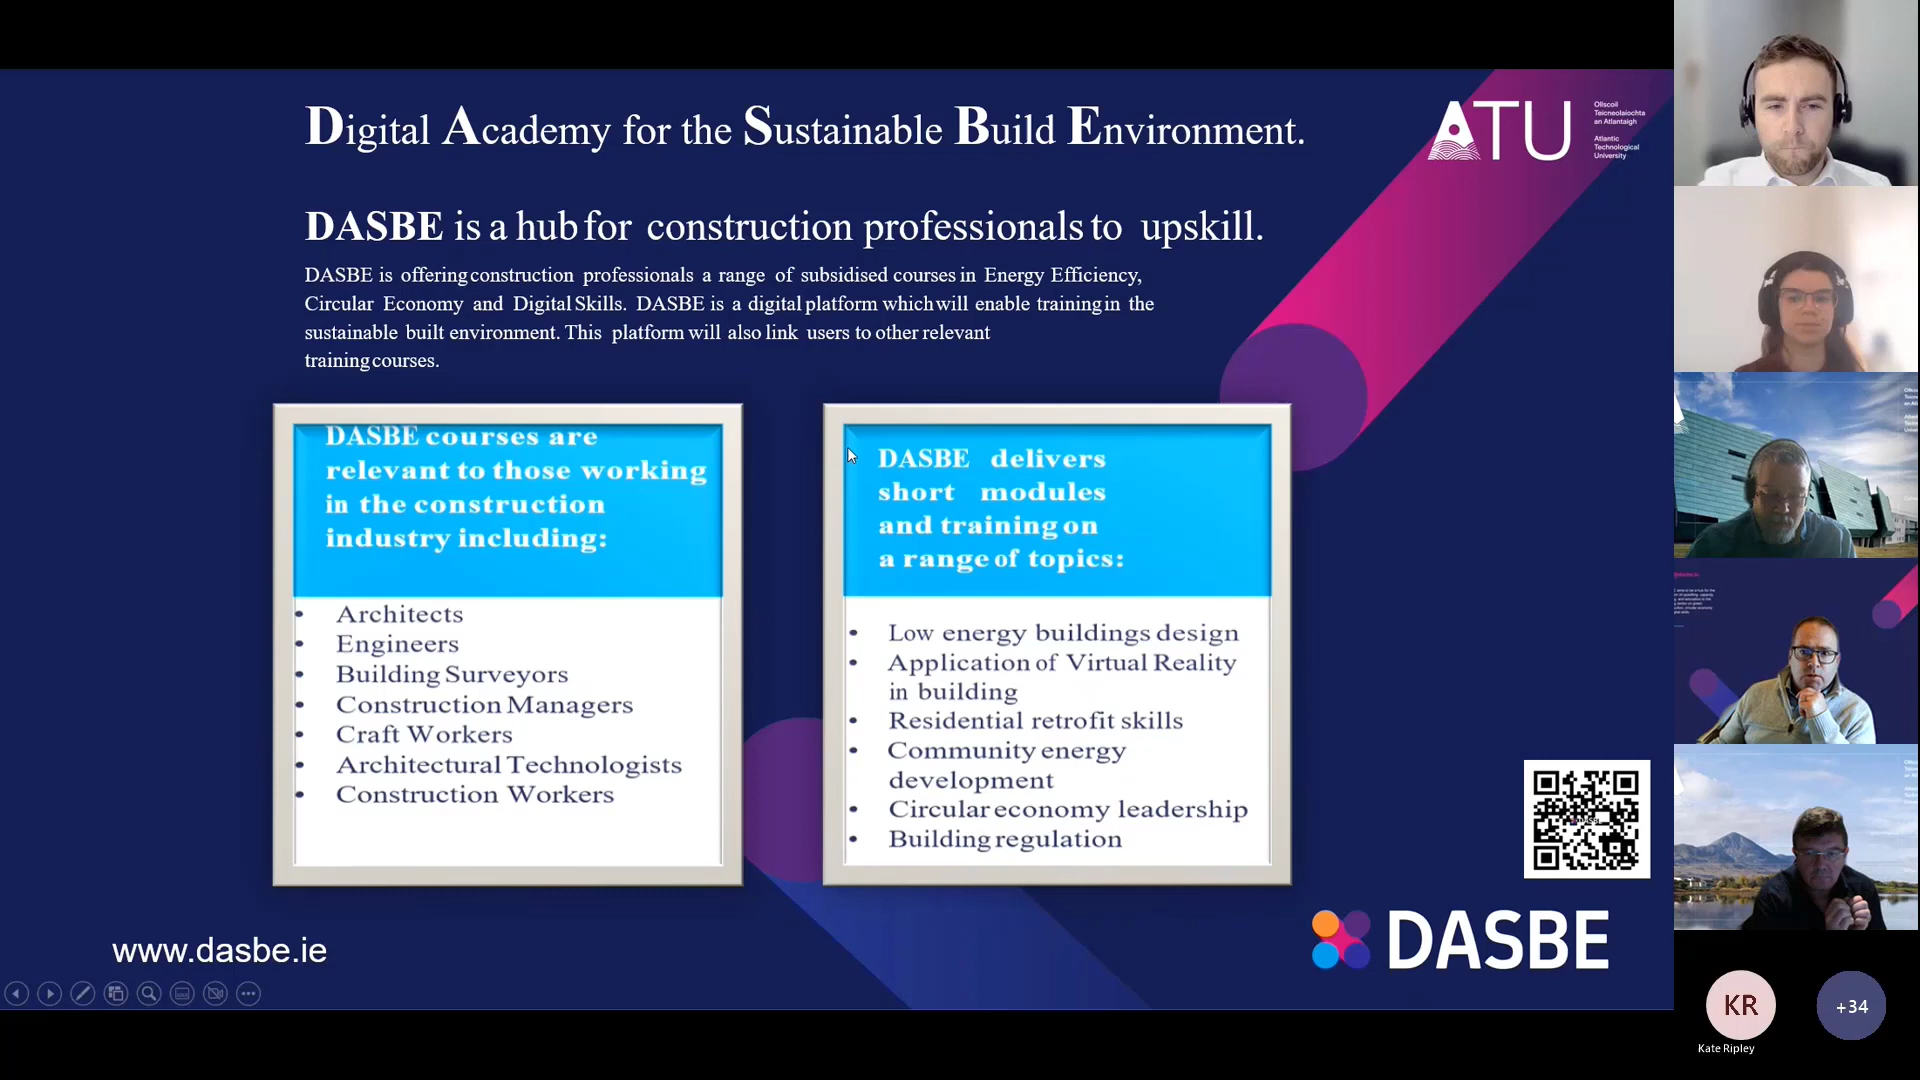 Digital Academy for the Sustainable Build Environment.
ATU
Ollscoil
Teicneolaíochta
an Atlantaigh
Atlantic
Technological
University
DASBE is a hub for construction professionals to upskill.
DASBE is offering construction professionals a range of subsidised courses in Energy Efficiency,
Circular Economy and Digital Skills. DASBE is a digital platform which will enable training in the
sustainable built environment. This platform will also link users to other relevant
training courses.
DASBE courses are
relevant to those working
in the construction
industry including:
• Architects
• Engineers
• Building Surveyors
• Construction Managers
• Craft Workers
• Architectural Technologists
• Construction Workers
DASBE delivers
short modules
and training on
a range of topics:
• Low energy buildings design
• Application of Virtual Reality
in building
• Residential retrofit skills
• Community energy
development
• Circular economy leadership
• Building regulation
www.dasbe.ie
DASBE
KR
+34
Kate Ripley